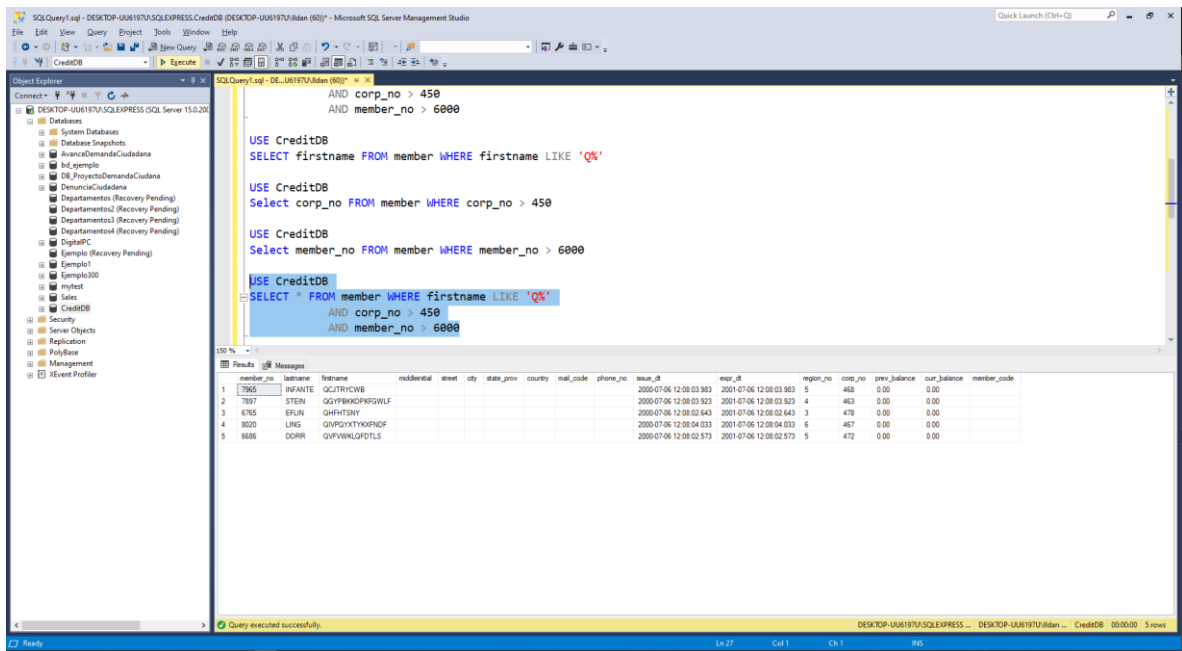 SQLQuery1.sql - DESKTOP-UU6197U\SQLEXPRESS.CreditDB (DESKTOP-UU6197U\lldan (60))* - Microsoft SQL Server Management Studio
Quick Launch (Ctrl+Q)
File Edit View Query Project Tools Window Help
New Query
CreditDB Execute
Object Explorer
SQLQuery1.sql - DE...U6197U\lldan (60))*
Connect
DESKTOP-UU6197U\SQLEXPRESS (SQL Server 15.0.200
Databases
System Databases
Database Snapshots
AvanceDemandaCiudadana
bd_ejemplo
DB_ProyectoDemandaCiudana
DenunciaCiudadana
Departamentos (Recovery Pending)
Departamentos2 (Recovery Pending)
Departamentos3 (Recovery Pending)
Departamentos4 (Recovery Pending)
DigitalPC
Ejemplo (Recovery Pending)
Ejemplo1
Ejemplo300
mytest
Sales
CreditDB
Security
Server Objects
Replication
PolyBase
Management
XEvent Profiler
AND corp_no > 450
AND member_no > 6000
USE CreditDB
SELECT firstname FROM member WHERE firstname LIKE 'Q%'
USE CreditDB
Select corp_no FROM member WHERE corp_no > 450
USE CreditDB
Select member_no FROM member WHERE member_no > 6000
USE CreditDB
SELECT * FROM member WHERE firstname LIKE 'Q%'
AND corp_no > 450
AND member_no > 6000
150 %
Results Messages
member_no lastname firstname middleinitial street city state_prov country mail_code phone_no issue_dt expr_dt region_no corp_no prev_balance curr_balance member_code
1 7965 INFANTE QCJTRYCWB 2000-07-06 12:08:03.983 2001-07-06 12:08:03.983 5 468 0.00 0.00
2 7897 STEIN QGYPBKKOPKFGWLF 2000-07-06 12:08:03.923 2001-07-06 12:08:03.923 4 463 0.00 0.00
3 6765 EFLIN QHFHTSNY 2000-07-06 12:08:02.643 2001-07-06 12:08:02.643 3 478 0.00 0.00
4 8020 LING QIVPQYXTYKXFNDF 2000-07-06 12:08:04.033 2001-07-06 12:08:04.033 6 467 0.00 0.00
5 6686 DORR QVFVWKLQFDTLS 2000-07-06 12:08:02.573 2001-07-06 12:08:02.573 5 472 0.00 0.00
Query executed successfully.
DESKTOP-UU6197U\SQLEXPRESS ... DESKTOP-UU6197U\lldan ... CreditDB 00:00:00 5 rows
Ready Ln 27 Col 1 Ch 1 INS